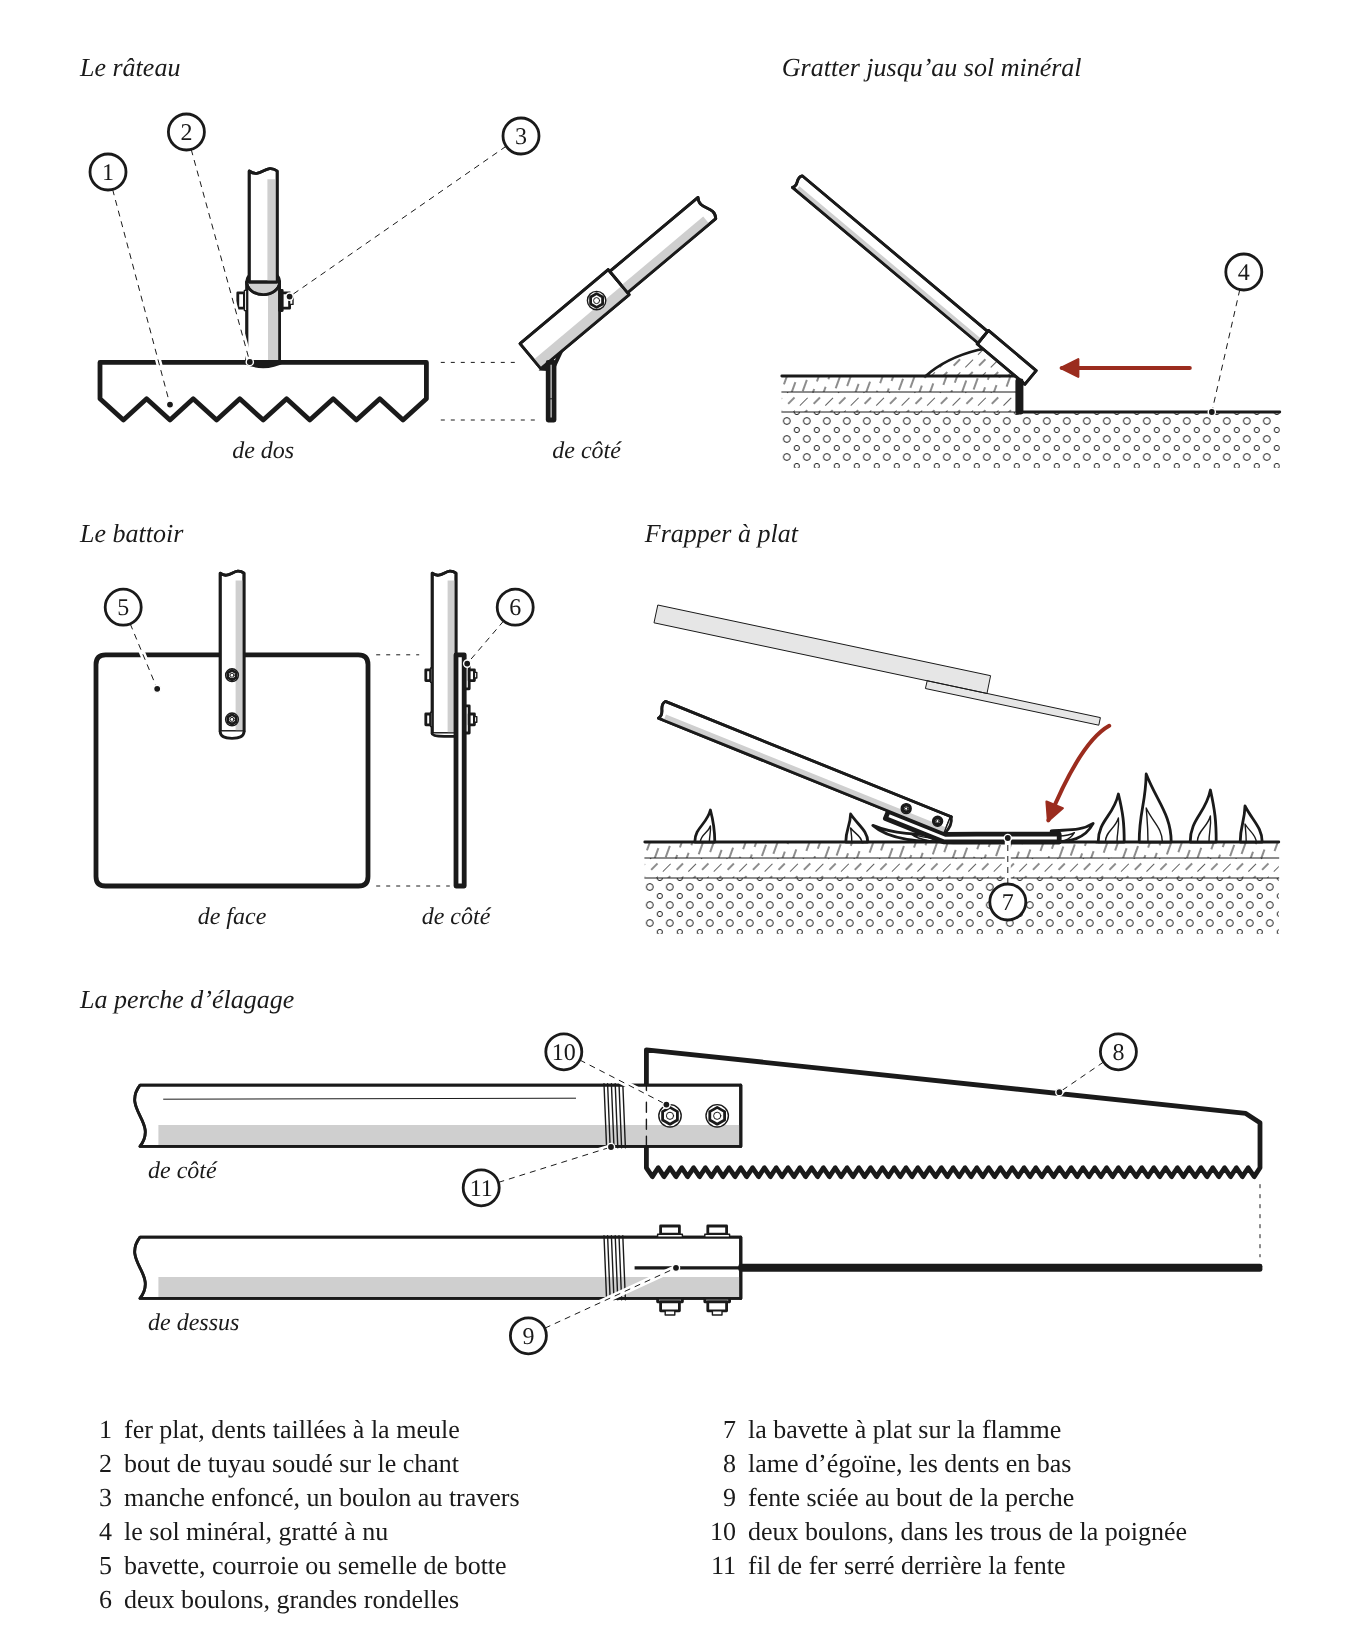 Le râteau
Gratter jusqu’au sol minéral
1
2
3
4
de dos
de côté
Le battoir
Frapper à plat
5
6
7
de face
de côté
La perche d’élagage
10
8
de côté
11
de dessus
9
1 fer plat, dents taillées à la meule
2 bout de tuyau soudé sur le chant
3 manche enfoncé, un boulon au travers
4 le sol minéral, gratté à nu
5 bavette, courroie ou semelle de botte
6 deux boulons, grandes rondelles
7 la bavette à plat sur la flamme
8 lame d’égoïne, les dents en bas
9 fente sciée au bout de la perche
10 deux boulons, dans les trous de la poignée
11 fil de fer serré derrière la fente